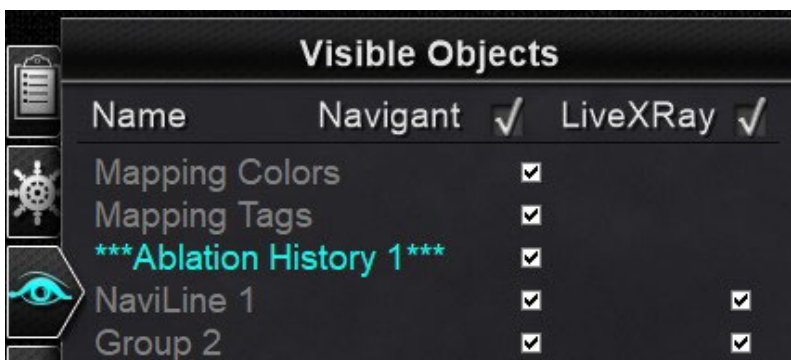 Visible Objects
Name Navigant LiveXRay
Mapping Colors
Mapping Tags
***Ablation History 1***
NaviLine 1
Group 2